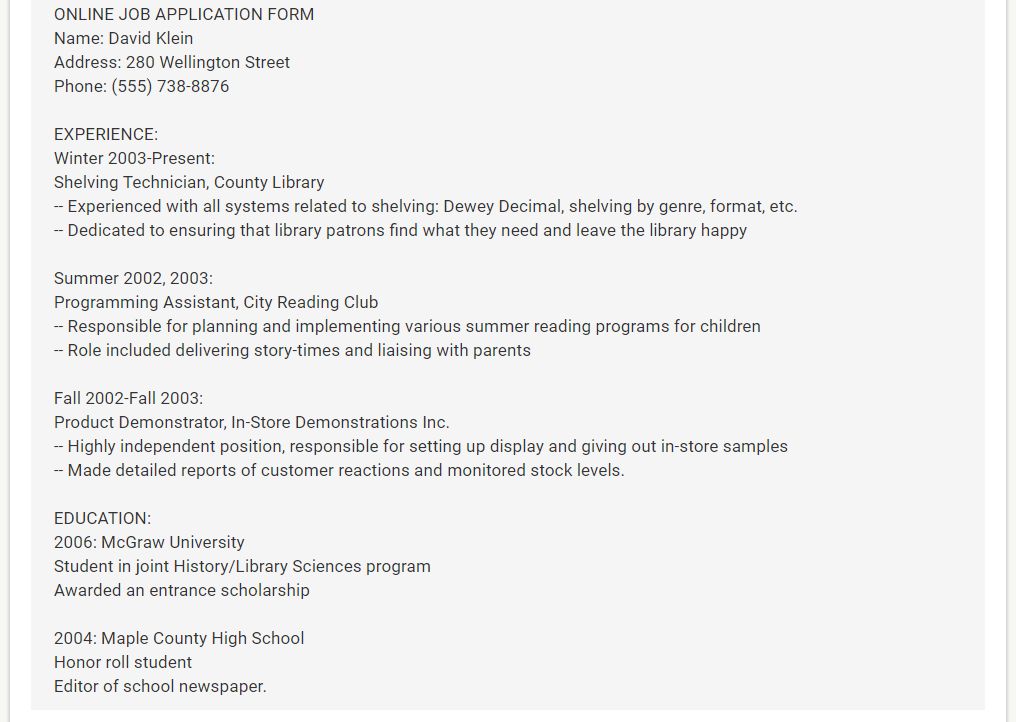 ONLINE JOB APPLICATION FORM
Name: David Klein
Address: 280 Wellington Street
Phone: (555) 738-8876
EXPERIENCE:
Winter 2003-Present:
Shelving Technician, County Library
-- Experienced with all systems related to shelving: Dewey Decimal, shelving by genre, format, etc.
-- Dedicated to ensuring that library patrons find what they need and leave the library happy
Summer 2002, 2003:
Programming Assistant, City Reading Club
-- Responsible for planning and implementing various summer reading programs for children
-- Role included delivering story-times and liaising with parents
Fall 2002-Fall 2003:
Product Demonstrator, In-Store Demonstrations Inc.
-- Highly independent position, responsible for setting up display and giving out in-store samples
-- Made detailed reports of customer reactions and monitored stock levels.
EDUCATION:
2006: McGraw University
Student in joint History/Library Sciences program
Awarded an entrance scholarship
2004: Maple County High School
Honor roll student
Editor of school newspaper.